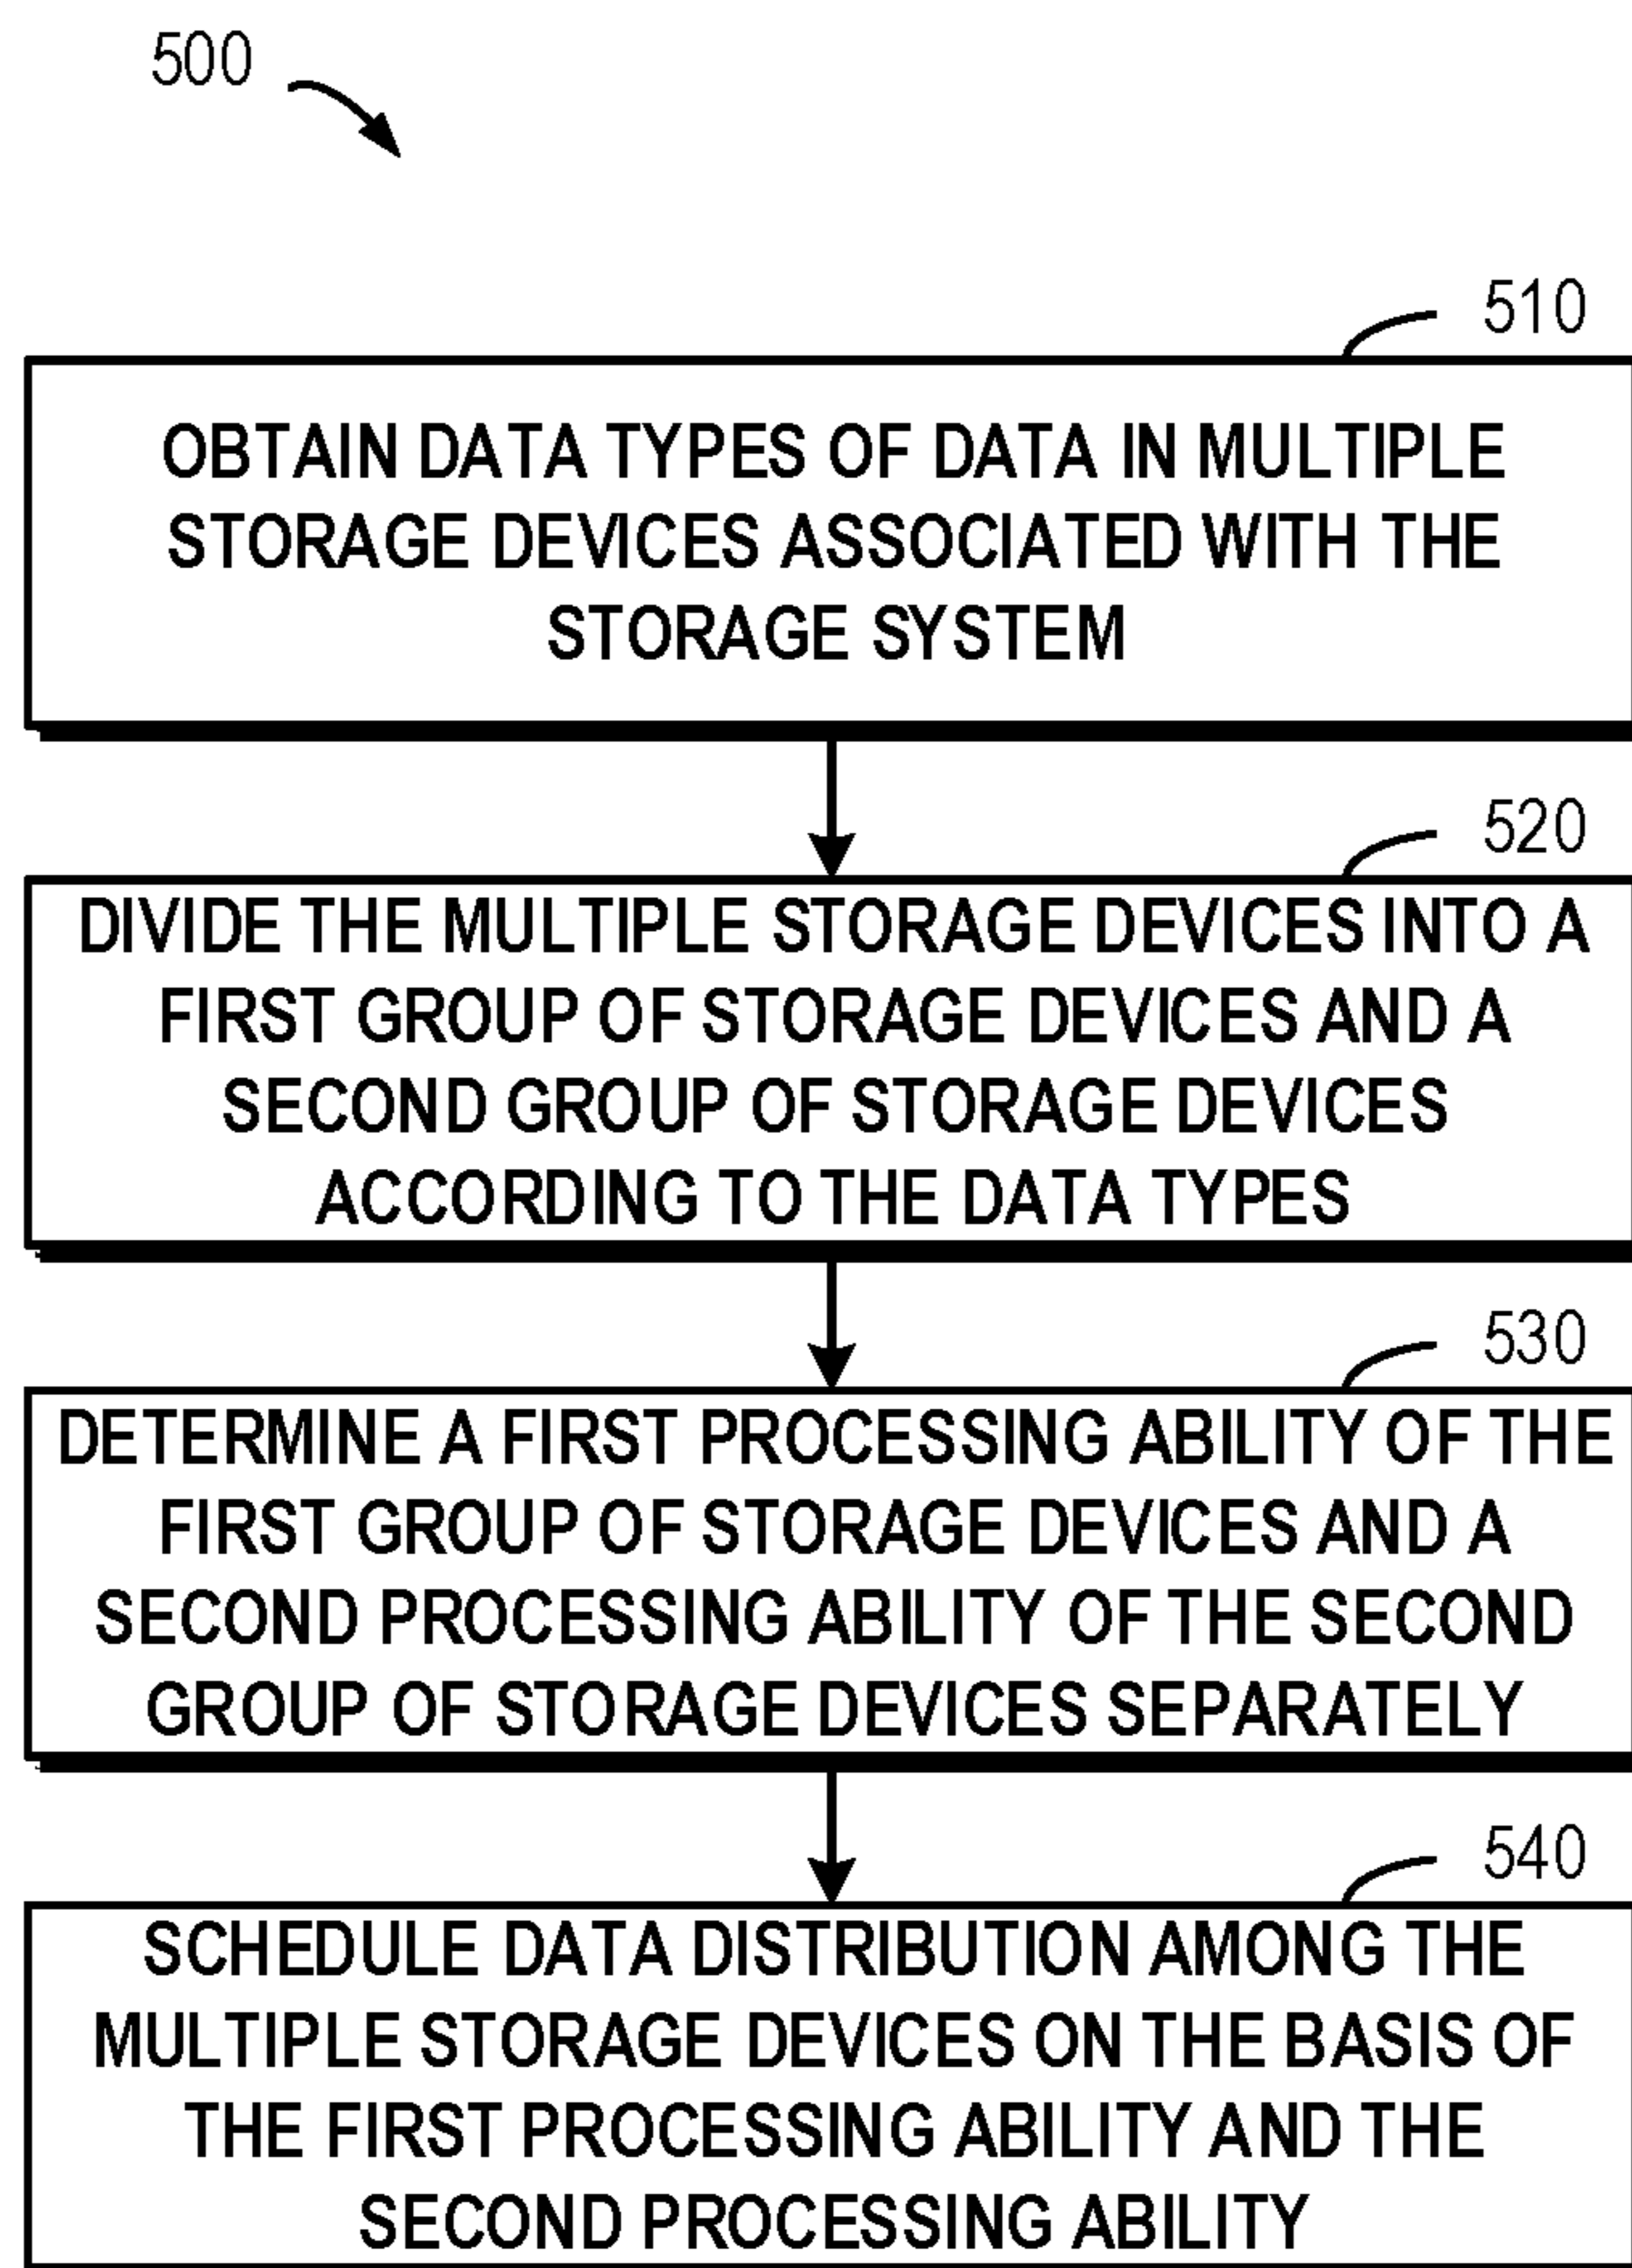 500
510
OBTAIN DATA TYPES OF DATA IN MULTIPLE
STORAGE DEVICES ASSOCIATED WITH THE
STORAGE SYSTEM
520
DIVIDE THE MULTIPLE STORAGE DEVICES INTO A
FIRST GROUP OF STORAGE DEVICES AND A
SECOND GROUP OF STORAGE DEVICES
ACCORDING TO THE DATA TYPES
530
DETERMINE A FIRST PROCESSING ABILITY OF THE
FIRST GROUP OF STORAGE DEVICES AND A
SECOND PROCESSING ABILITY OF THE SECOND
GROUP OF STORAGE DEVICES SEPARATELY
540
SCHEDULE DATA DISTRIBUTION AMONG THE
MULTIPLE STORAGE DEVICES ON THE BASIS OF
THE FIRST PROCESSING ABILITY AND THE
SECOND PROCESSING ABILITY